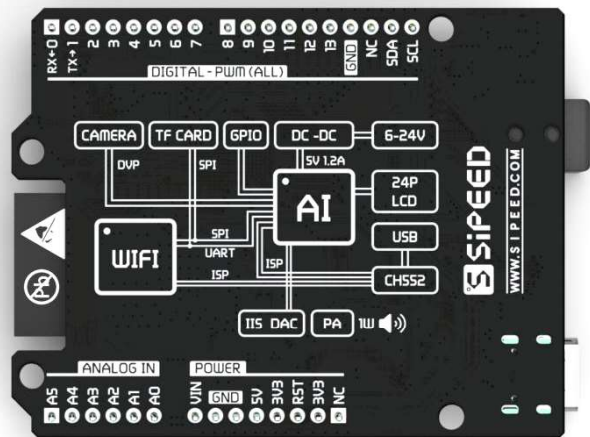 RX←0 TX→1 2 3 4 5 6 7 8 9 10 11 12 13 GND NC SDA SCL
DIGITAL - PWM (ALL)
CAMERA TF CARD GPIO DC -DC 6-24V
DVP SPI 5V 1.2A
AI
24P
LCD
SPI
UART
WIFI
USB
ISP
ISP
CH552
IIS DAC PA 1W
SiPEED
WWW.SIPEED.COM
ANALOG IN POWER
A5 A4 A3 A2 A1 A0 VIN GND 5V 3V3 RST 3V3 NC